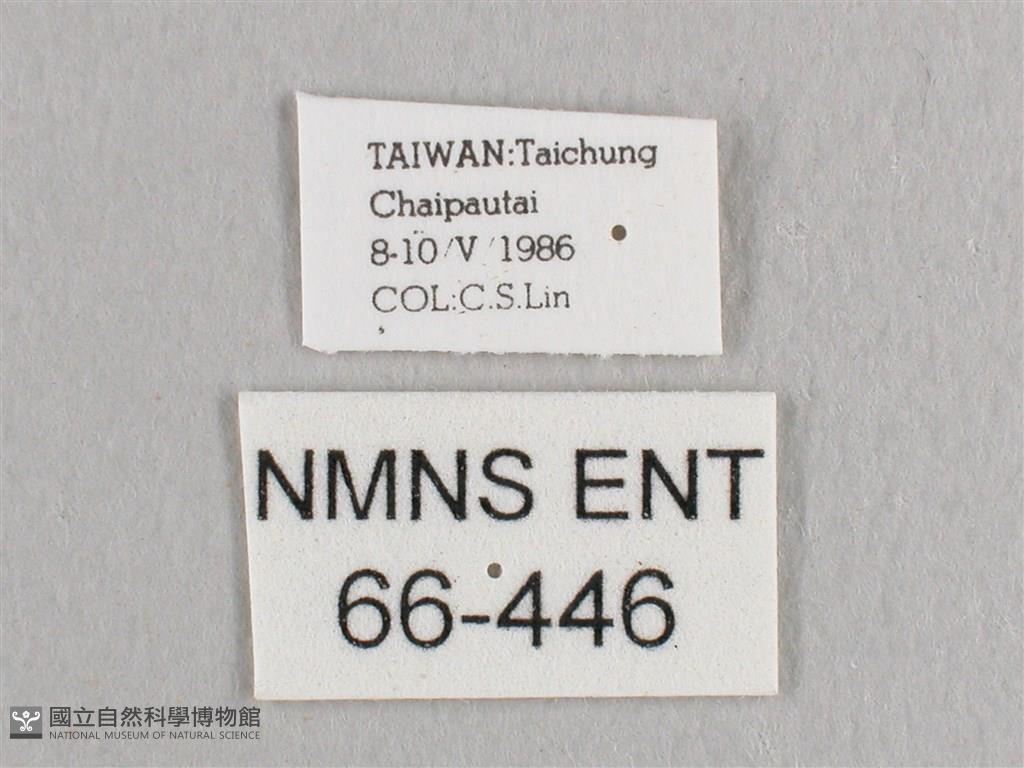 TAIWAN:Taichung
Chaipautai
8-10/V/1986
COL:C.S.Lin
NMNS ENT
66-446
國立自然科學博物館
NATIONAL MUSEUM OF NATURAL SCIENCE